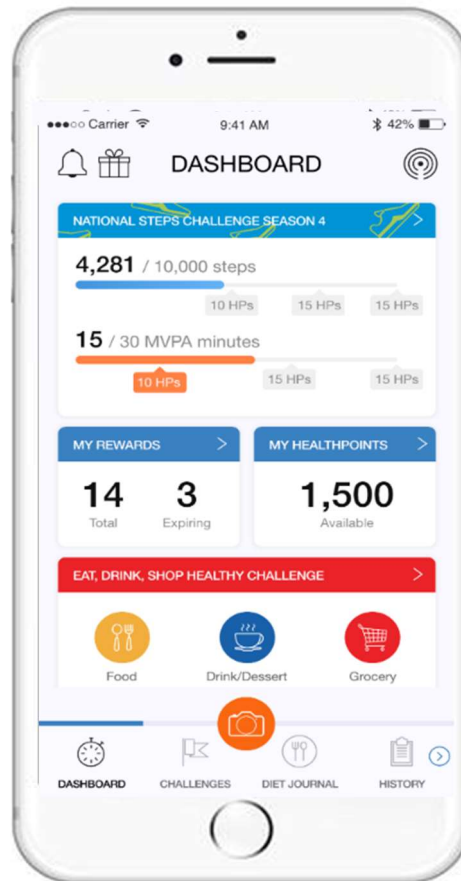 ●●●○○ Carrier 9:41 AM 42%
DASHBOARD
NATIONAL STEPS CHALLENGE SEASON 4 >
4,281 / 10,000 steps
10 HPs 15 HPs 15 HPs
15 / 30 MVPA minutes
10 HPs 15 HPs 15 HPs
MY REWARDS > MY HEALTHPOINTS >
14 3 1,500
Total Expiring Available
EAT, DRINK, SHOP HEALTHY CHALLENGE >
Food Drink/Dessert Grocery
DASHBOARD CHALLENGES DIET JOURNAL HISTORY